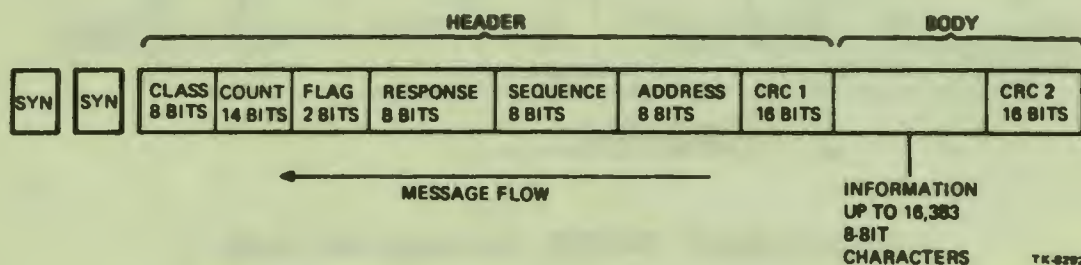 HEADER
BODY
SYN
SYN
CLASS
8 BITS
COUNT
14 BITS
FLAG
2 BITS
RESPONSE
8 BITS
SEQUENCE
8 BITS
ADDRESS
8 BITS
CRC 1
16 BITS
CRC 2
16 BITS
MESSAGE FLOW
INFORMATION
UP TO 16,383
8-BIT
CHARACTERS